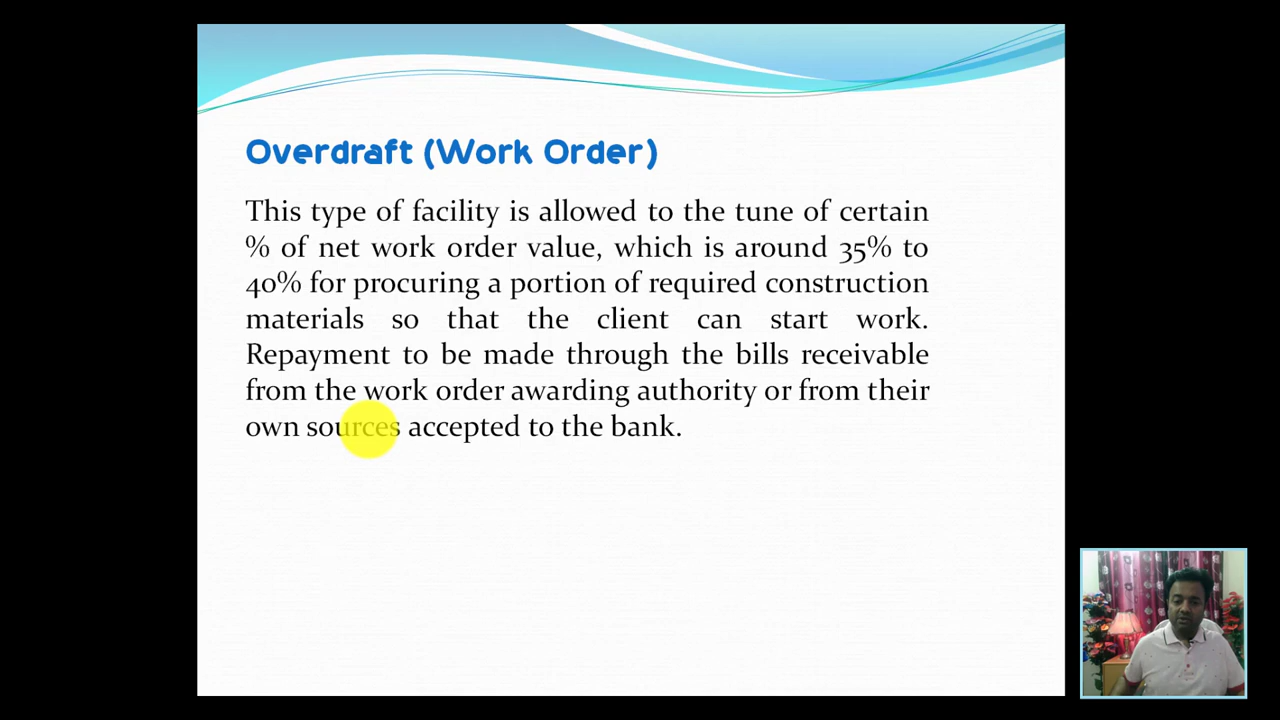 Overdraft (Work Order)
This type of facility is allowed to the tune of certain
% of net work order value, which is around 35% to
40% for procuring a portion of required construction
materials so that the client can start work.
Repayment to be made through the bills receivable
from the work order awarding authority or from their
own sources accepted to the bank.